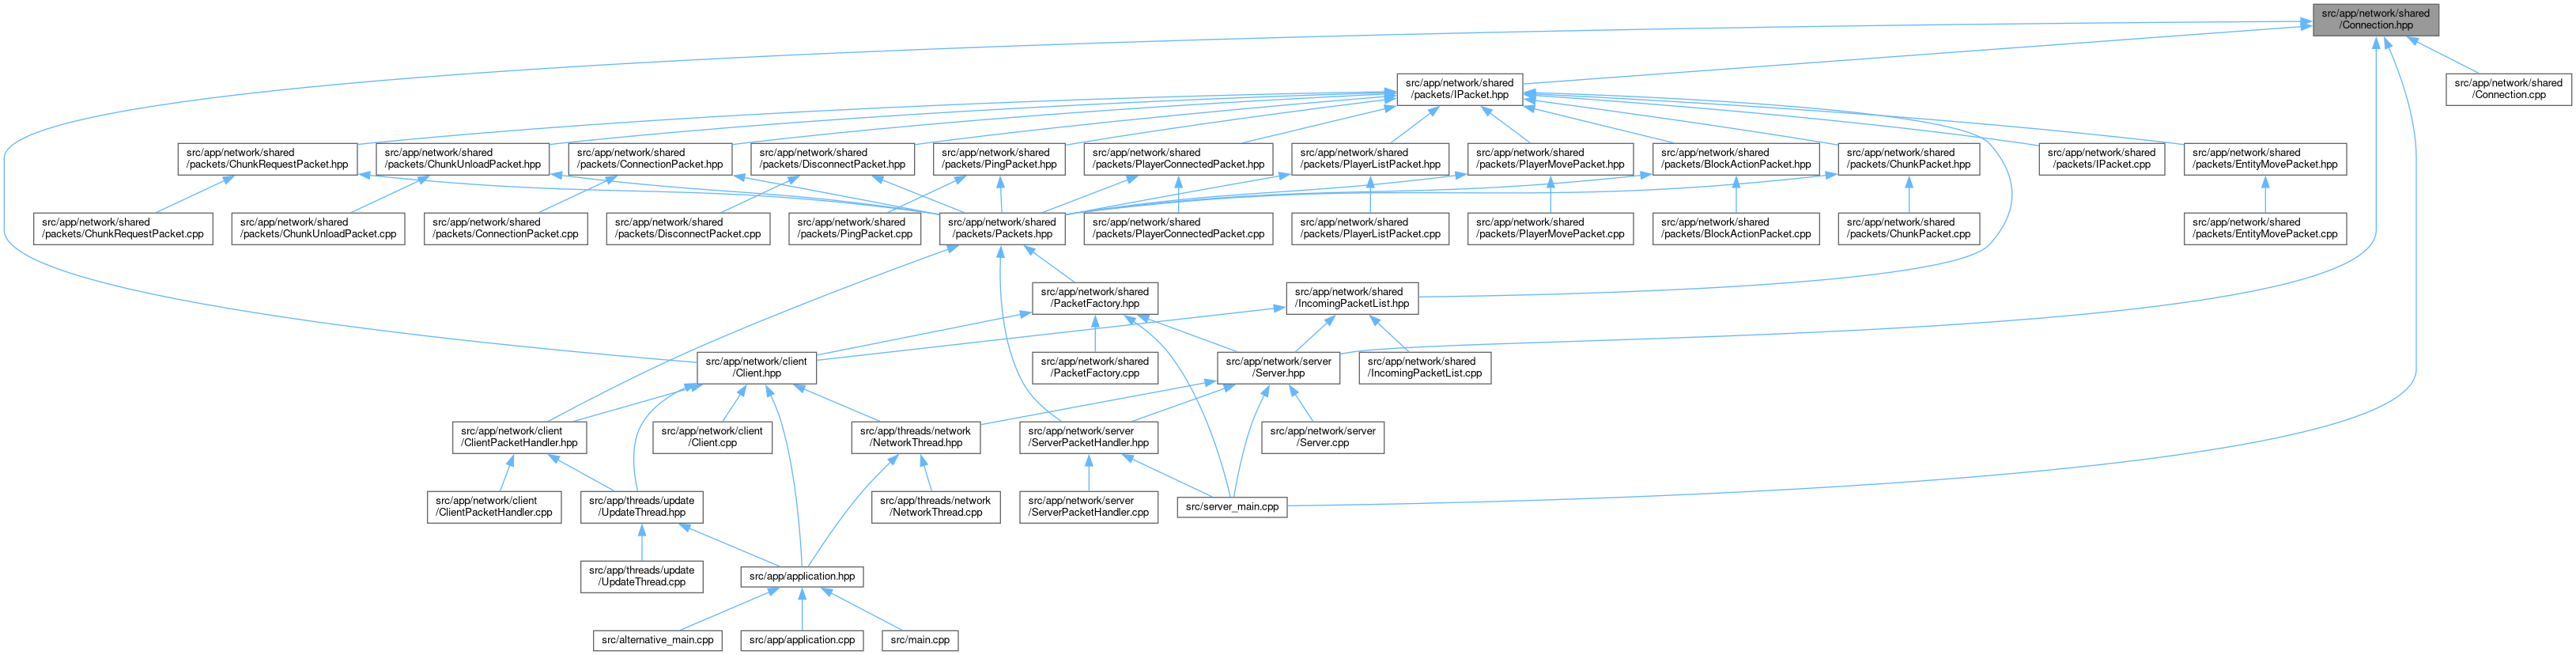 src/app/network/shared
/Connection.hpp
src/app/network/shared
/packets/IPacket.hpp
src/app/network/shared
/Connection.cpp
src/app/network/shared
/packets/ChunkRequestPacket.hpp
src/app/network/shared
/packets/ChunkUnloadPacket.hpp
src/app/network/shared
/packets/ConnectionPacket.hpp
src/app/network/shared
/packets/DisconnectPacket.hpp
src/app/network/shared
/packets/PingPacket.hpp
src/app/network/shared
/packets/PlayerConnectedPacket.hpp
src/app/network/shared
/packets/PlayerListPacket.hpp
src/app/network/shared
/packets/PlayerMovePacket.hpp
src/app/network/shared
/packets/BlockActionPacket.hpp
src/app/network/shared
/packets/ChunkPacket.hpp
src/app/network/shared
/packets/IPacket.cpp
src/app/network/shared
/packets/EntityMovePacket.hpp
src/app/network/shared
/packets/ChunkRequestPacket.cpp
src/app/network/shared
/packets/ChunkUnloadPacket.cpp
src/app/network/shared
/packets/ConnectionPacket.cpp
src/app/network/shared
/packets/DisconnectPacket.cpp
src/app/network/shared
/packets/PingPacket.cpp
src/app/network/shared
/packets/Packets.hpp
src/app/network/shared
/packets/PlayerConnectedPacket.cpp
src/app/network/shared
/packets/PlayerListPacket.cpp
src/app/network/shared
/packets/PlayerMovePacket.cpp
src/app/network/shared
/packets/BlockActionPacket.cpp
src/app/network/shared
/packets/ChunkPacket.cpp
src/app/network/shared
/packets/EntityMovePacket.cpp
src/app/network/shared
/PacketFactory.hpp
src/app/network/shared
/IncomingPacketList.hpp
src/app/network/client
/Client.hpp
src/app/network/shared
/PacketFactory.cpp
src/app/network/server
/Server.hpp
src/app/network/shared
/IncomingPacketList.cpp
src/app/network/client
/ClientPacketHandler.hpp
src/app/network/client
/Client.cpp
src/app/threads/network
/NetworkThread.hpp
src/app/network/server
/ServerPacketHandler.hpp
src/app/network/server
/Server.cpp
src/app/network/client
/ClientPacketHandler.cpp
src/app/threads/update
/UpdateThread.hpp
src/app/threads/network
/NetworkThread.cpp
src/app/network/server
/ServerPacketHandler.cpp
src/server_main.cpp
src/app/threads/update
/UpdateThread.cpp
src/app/application.hpp
src/alternative_main.cpp
src/app/application.cpp
src/main.cpp